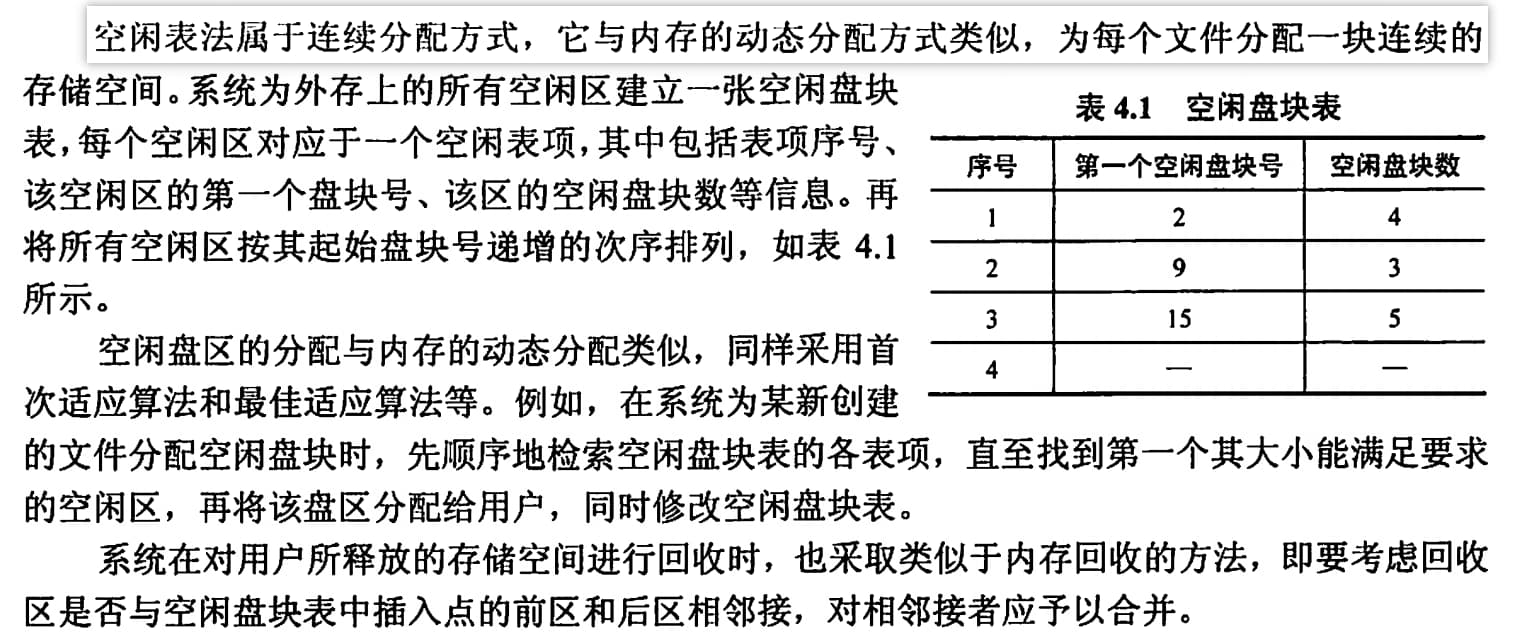 空闲表法属于连续分配方式，它与内存的动态分配方式类似，为每个文件分配一块连续的
存储空间。系统为外存上的所有空闲区建立一张空闲盘块
表，每个空闲区对应于一个空闲表项，其中包括表项序号、
该空闲区的第一个盘块号、该区的空闲盘块数等信息。再
将所有空闲区按其起始盘块号递增的次序排列，如表 4.1
所示。
表 4.1 空闲盘块表
序号 第一个空闲盘块号 空闲盘块数
1 2 4
2 9 3
3 15 5
4 — —
空闲盘区的分配与内存的动态分配类似，同样采用首
次适应算法和最佳适应算法等。例如，在系统为某新创建
的文件分配空闲盘块时，先顺序地检索空闲盘块表的各表项，直至找到第一个其大小能满足要求
的空闲区，再将该盘区分配给用户，同时修改空闲盘块表。
系统在对用户所释放的存储空间进行回收时，也采取类似于内存回收的方法，即要考虑回收
区是否与空闲盘块表中插入点的前区和后区相邻接，对相邻接者应予以合并。